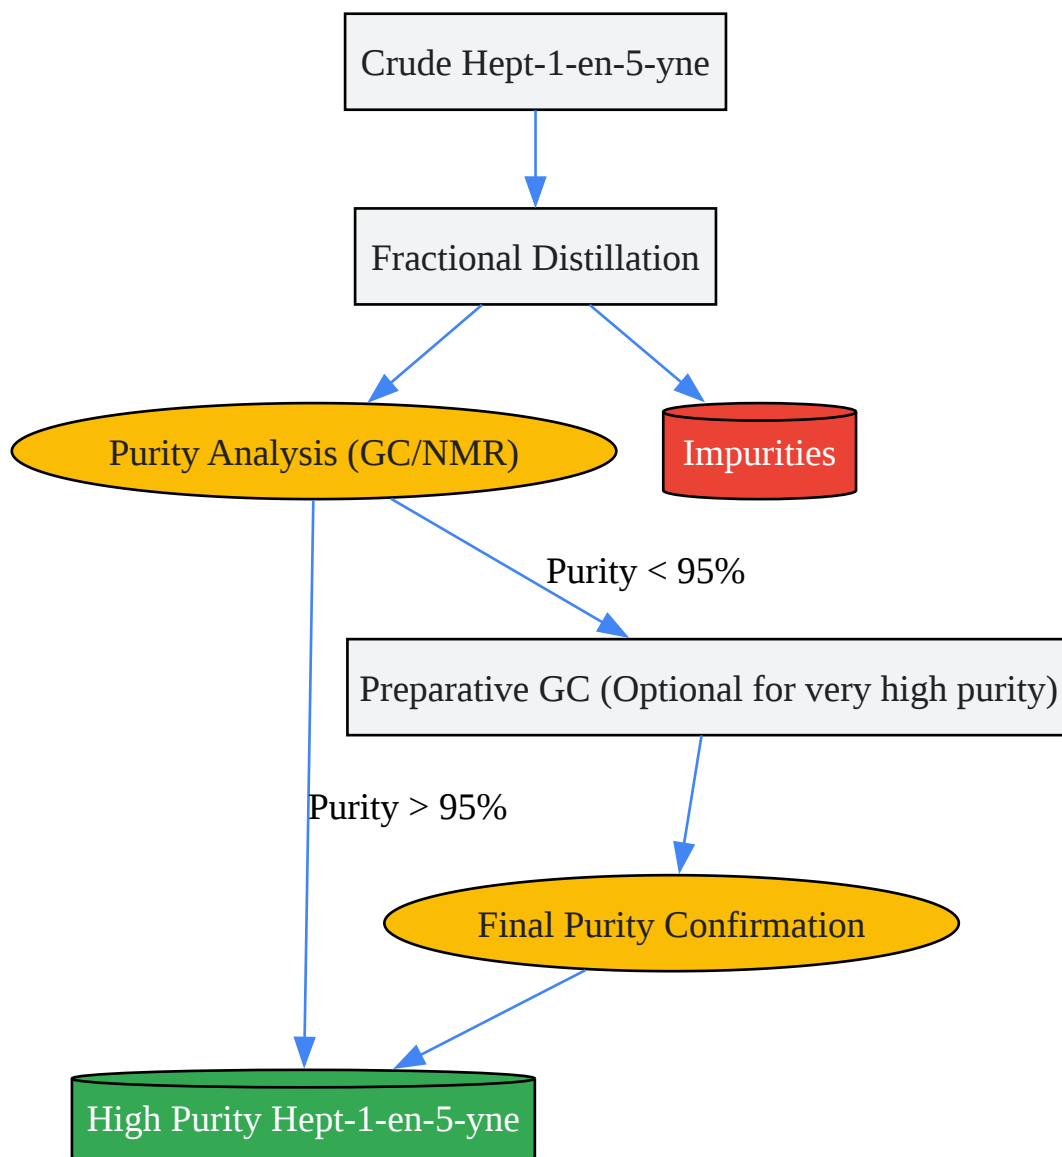 Crude Hept-1-en-5-yne
Fractional Distillation
Purity Analysis (GC/NMR)
Impurities
Purity < 95%
Preparative GC (Optional for very high purity)
Purity > 95%
Final Purity Confirmation
High Purity Hept-1-en-5-yne